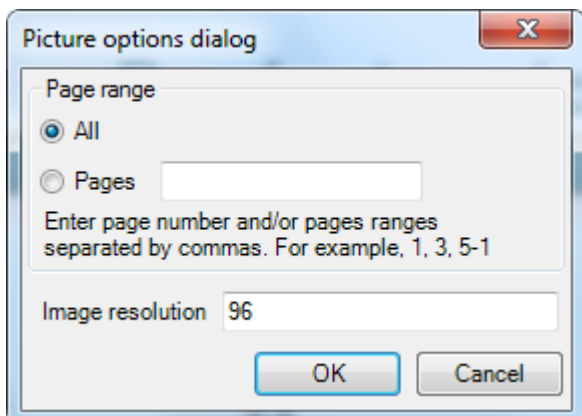 Picture options dialog
Page range
All
Pages
Enter page number and/or pages ranges
separated by commas. For example, 1, 3, 5-1
Image resolution 96
OK Cancel